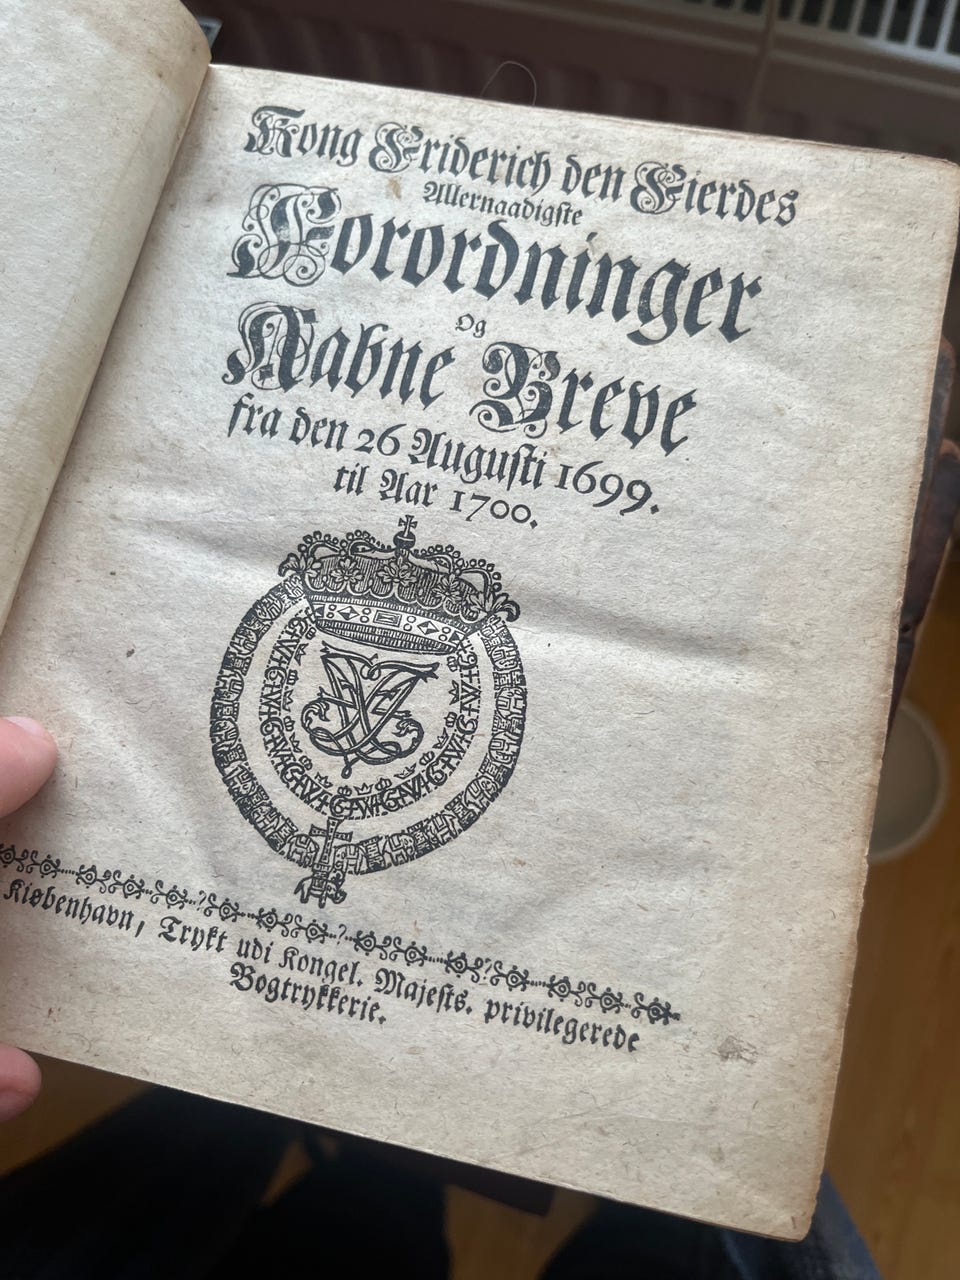 Kong Friderich den Fierdes
Allernaadigste
Forordninger
Og
Aabne Breve
fra den 26 Augusti 1699.
til Aar 1700.
Kiøbenhavn, Trykt udi Kongel. Majests. privilegerede
Bogtrykkerie.